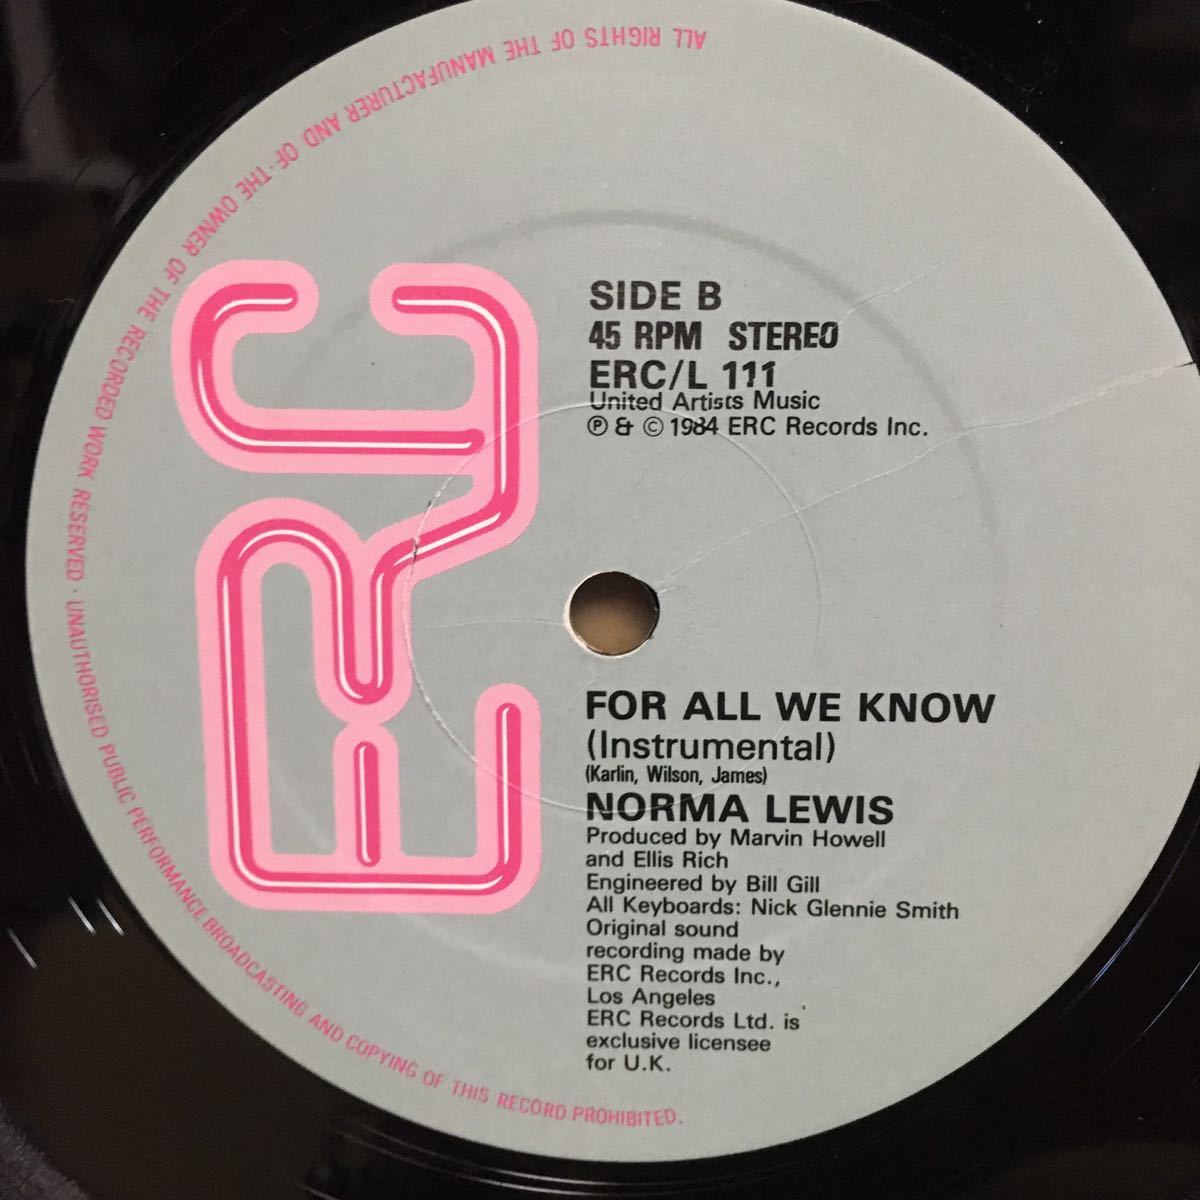 SIDE B
45 RPM STEREO
ERC/L 111
United Artists Music
Ⓟ & © 1984 ERC Records Inc.
FOR ALL WE KNOW
(Instrumental)
(Karlin, Wilson, James)
NORMA LEWIS
Produced by Marvin Howell
and Ellis Rich
Engineered by Bill Gill
All Keyboards: Nick Glennie Smith
Original sound
recording made by
ERC Records Inc.,
Los Angeles
ERC Records Ltd. is
exclusive licensee
for U.K.
ERC
ALL RIGHTS OF THE MANUFACTURER AND OF THE OWNER OF THE RECORDED WORK RESERVED · UNAUTHORISED PUBLIC PERFORMANCE BROADCASTING AND COPYING OF THIS RECORD PROHIBITED.